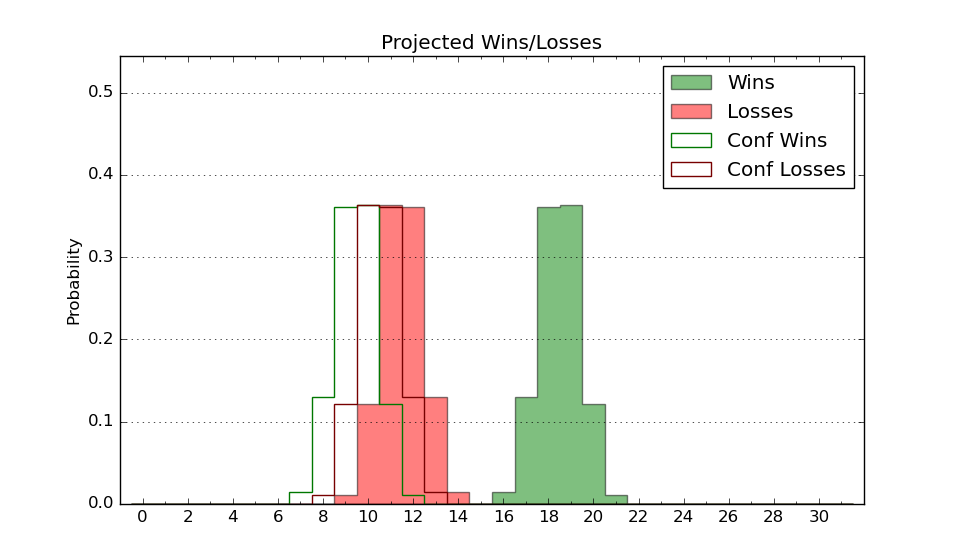 Projected Wins/Losses
Wins
Losses
Conf Wins
Conf Losses
Probability
0.5
0.4
0.3
0.2
0.1
0.0
0 2 4 6 8 10 12 14 16 18 20 22 24 26 28 30